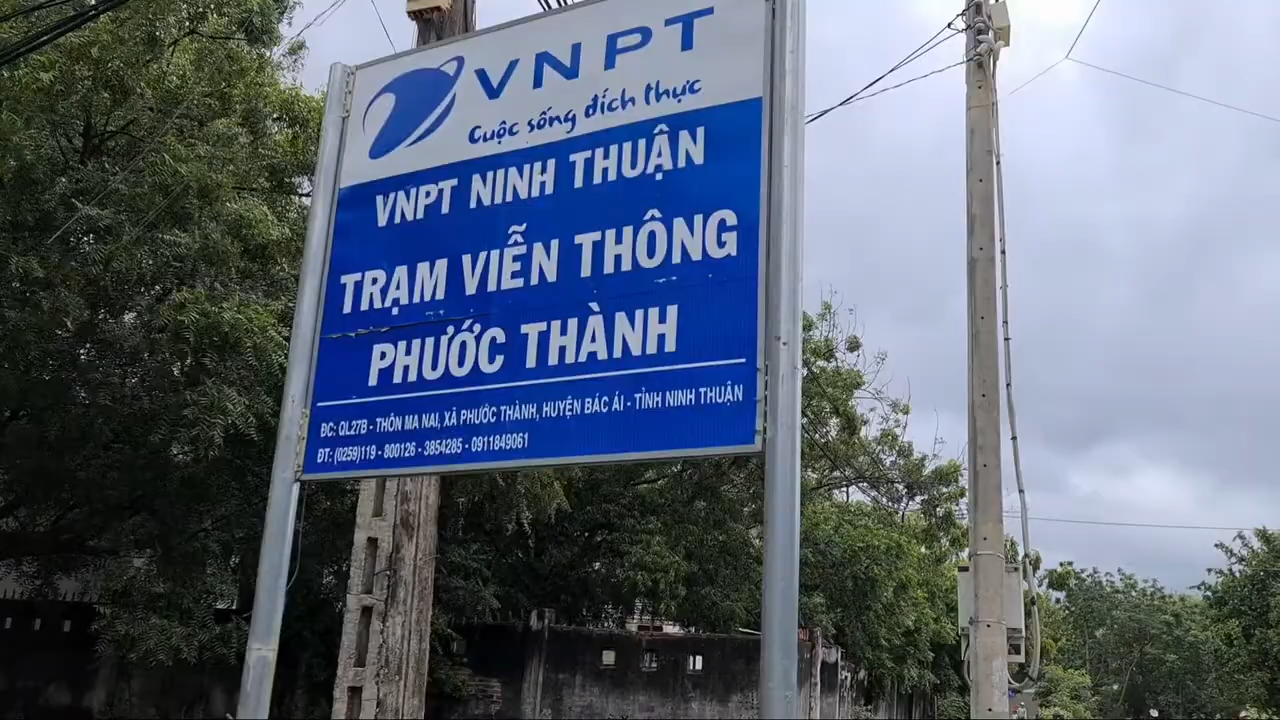 VNPT
Cuộc sống đích thực
VNPT NINH THUẬN
TRẠM VIỄN THÔNG
PHƯỚC THÀNH
ĐC: QL27B - THÔN MA NAI, XÃ PHƯỚC THÀNH, HUYỆN BÁC ÁI - TỈNH NINH THUẬN
ĐT: (0259)119 - 800126 - 3854285 - 0911849061